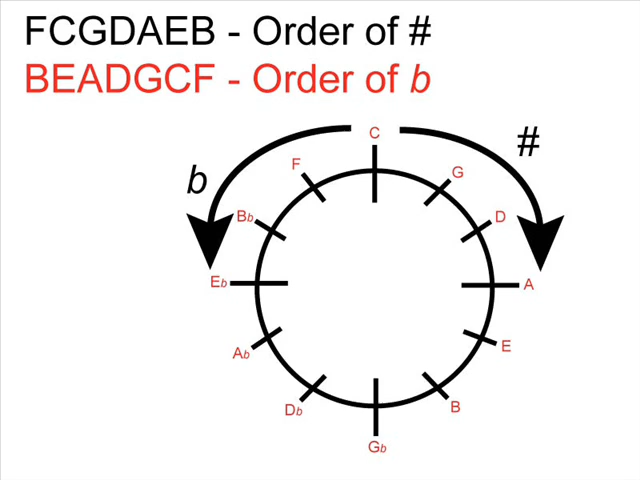 FCGDAEB - Order of #
BEADGCF - Order of b
C
#
F
G
b
Bb
D
Eb
A
Ab
E
Db
B
Gb